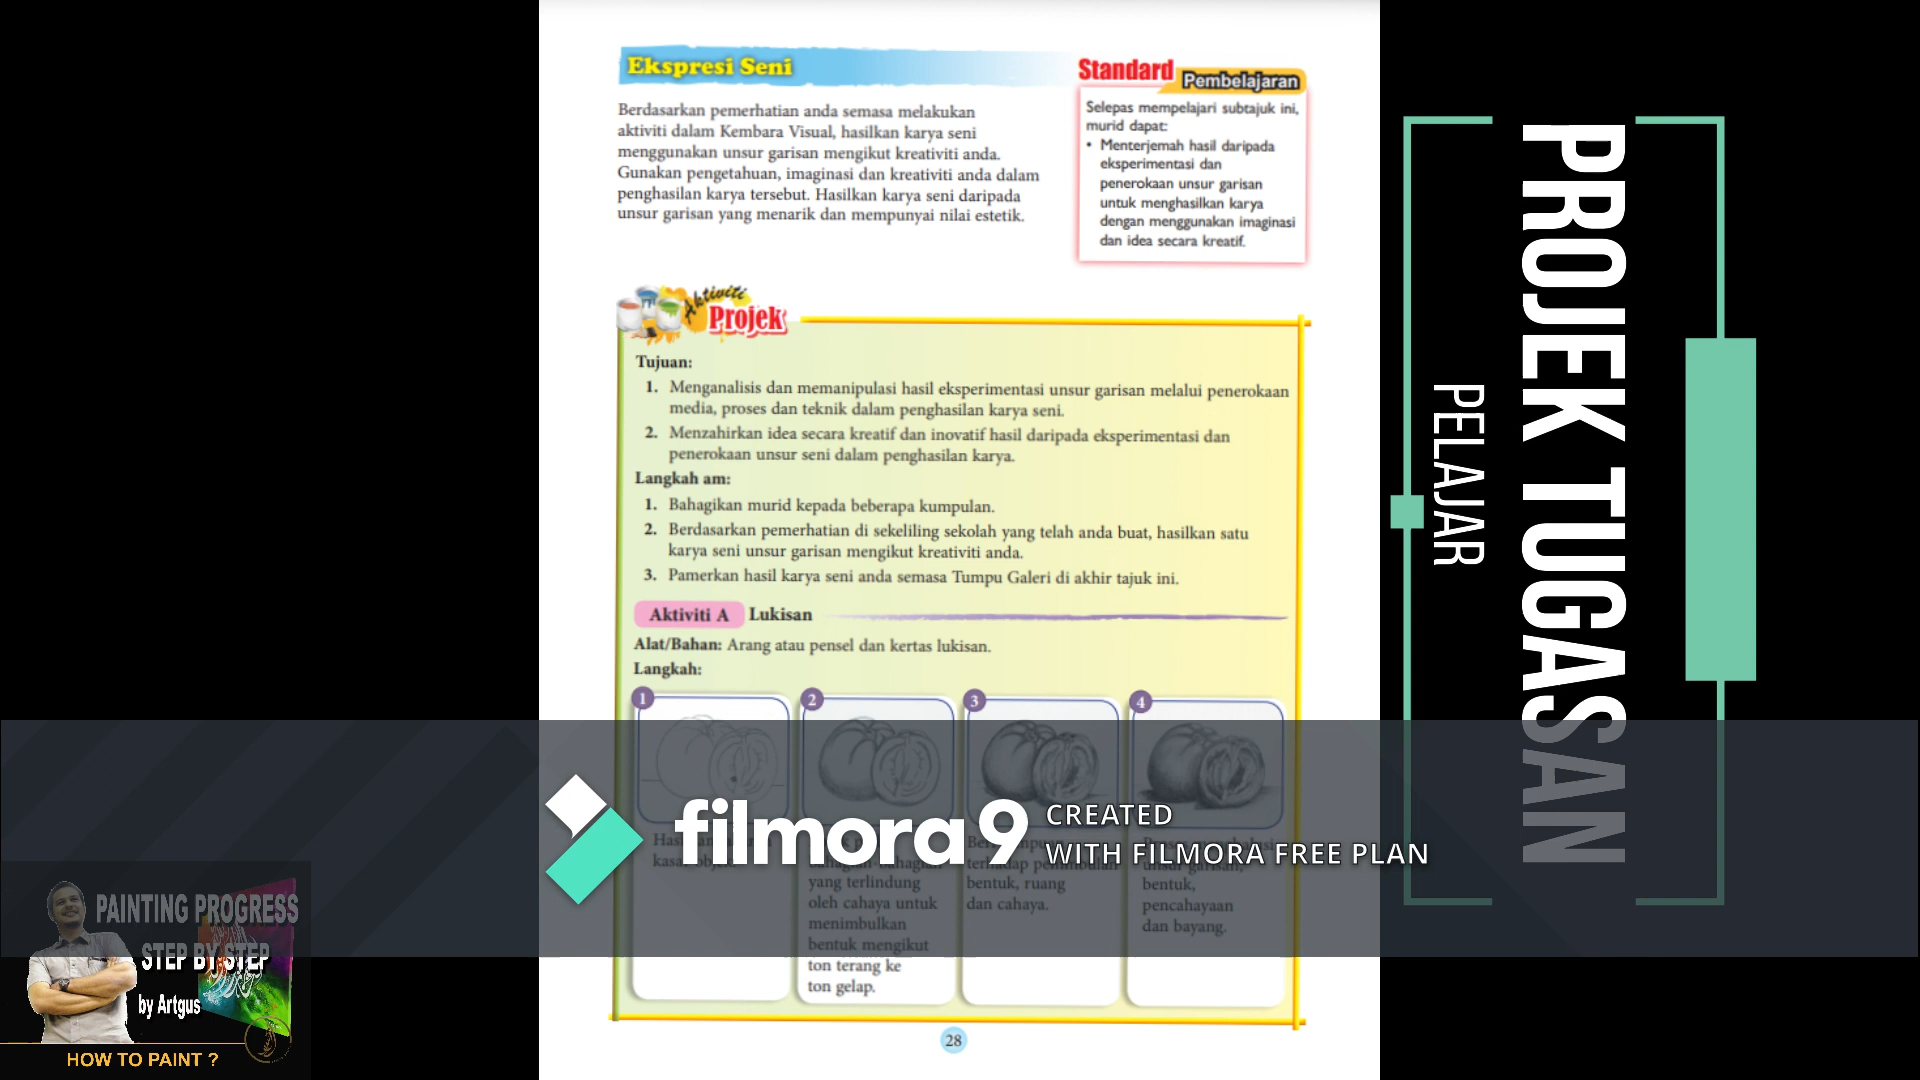 Ekspresi Seni
Berdasarkan pemerhatian anda semasa melakukan
aktiviti dalam Kembara Visual, hasilkan karya seni
menggunakan unsur garisan mengikut kreativiti anda.
Gunakan pengetahuan, imaginasi dan kreativiti anda dalam
penghasilan karya tersebut. Hasilkan karya seni daripada
unsur garisan yang menarik dan mempunyai nilai estetik.
Standard
Pembelajaran
Selepas mempelajari subtajuk ini,
murid dapat:
• Menterjemah hasil daripada
eksperimentasi dan
penerokaan unsur garisan
untuk menghasilkan karya
dengan menggunakan imaginasi
dan idea secara kreatif.
Aktiviti
Projek
Tujuan:
1. Menganalisis dan memanipulasi hasil eksperimentasi unsur garisan melalui penerokaan
media, proses dan teknik dalam penghasilan karya seni.
2. Menzahirkan idea secara kreatif dan inovatif hasil daripada eksperimentasi dan
penerokaan unsur seni dalam penghasilan karya.
Langkah am:
1. Bahagikan murid kepada beberapa kumpulan.
2. Berdasarkan pemerhatian di sekeliling sekolah yang telah anda buat, hasilkan satu
karya seni unsur garisan mengikut kreativiti anda.
3. Pamerkan hasil karya seni anda semasa Tumpu Galeri di akhir tajuk ini.
Aktiviti A Lukisan
Alat/Bahan: Arang atau pensel dan kertas lukisan.
Langkah:
1
2
yang terlindung
oleh cahaya untuk
menimbulkan
bentuk mengikut
ton terang ke
ton gelap.
3
bentuk, ruang
dan cahaya.
4
bentuk,
pencahayaan
dan bayang.
28
PROJEK TUGASAN
PELAJAR
filmora9
CREATED
WITH FILMORA FREE PLAN
PAINTING PROGRESS
STEP BY STEP
by Artgus
HOW TO PAINT ?